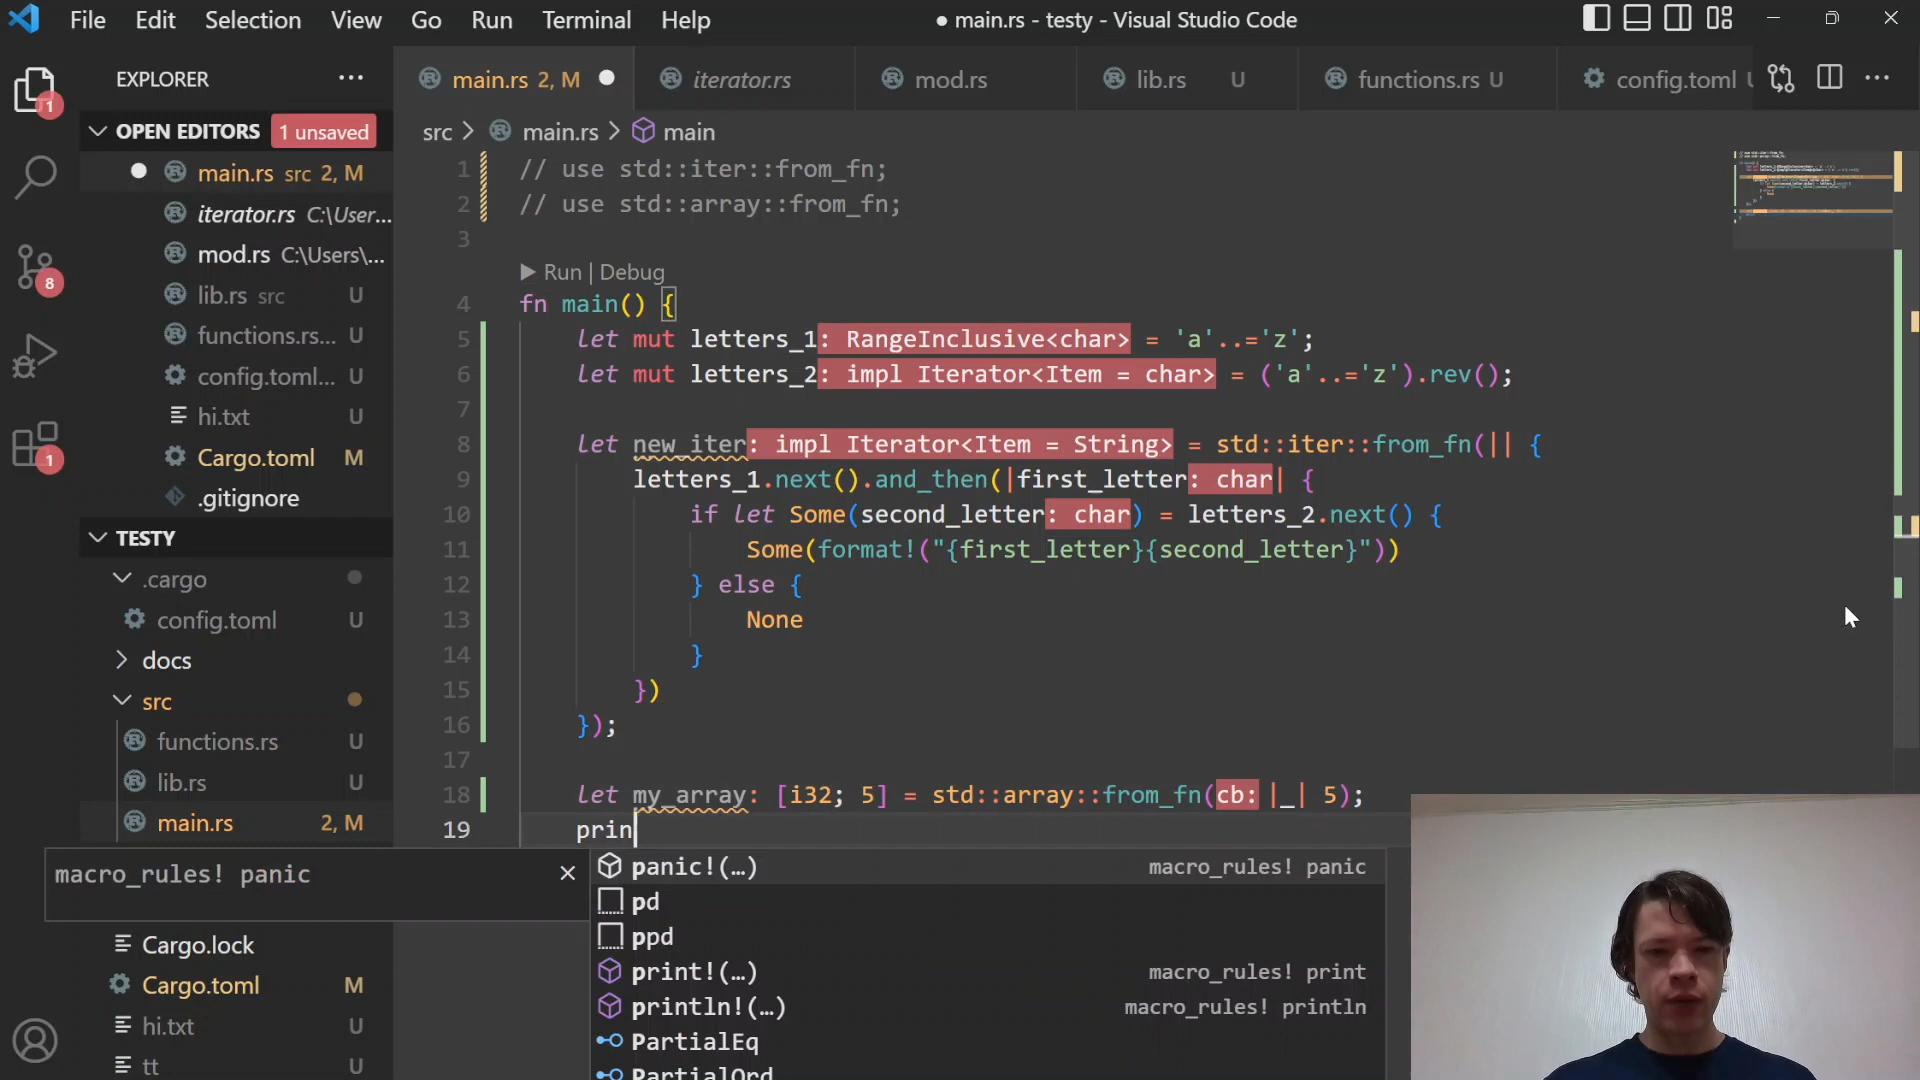 File Edit Selection View Go Run Terminal Help
● main.rs - testy - Visual Studio Code
EXPLORER
main.rs 2, M
iterator.rs
mod.rs
lib.rs U
functions.rs U
config.toml
OPEN EDITORS 1 unsaved
main.rs src 2, M
iterator.rs C:\User...
mod.rs C:\Users\...
lib.rs src U
functions.rs... U
config.toml... U
hi.txt U
Cargo.toml M
.gitignore
TESTY
.cargo
config.toml U
docs
src
functions.rs U
lib.rs U
main.rs 2, M
Cargo.lock
Cargo.toml M
hi.txt U
tt U
1
8
1
src > main.rs > main
1 // use std::iter::from_fn;
2 // use std::array::from_fn;
3
Run | Debug
4 fn main() {
5 let mut letters_1: RangeInclusive<char> = 'a'..='z';
6 let mut letters_2: impl Iterator<Item = char> = ('a'..='z').rev();
7
8 let new_iter: impl Iterator<Item = String> = std::iter::from_fn(|| {
9 letters_1.next().and_then(|first_letter: char| {
10 if let Some(second_letter: char) = letters_2.next() {
11 Some(format!("{first_letter}{second_letter}"))
12 } else {
13 None
14 }
15 })
16 });
17
18 let my_array: [i32; 5] = std::array::from_fn(cb: |_| 5);
19 prin
macro_rules! panic
panic!(…) macro_rules! panic
pd
ppd
print!(…) macro_rules! print
println!(…) macro_rules! println
PartialEq
PartialOrd